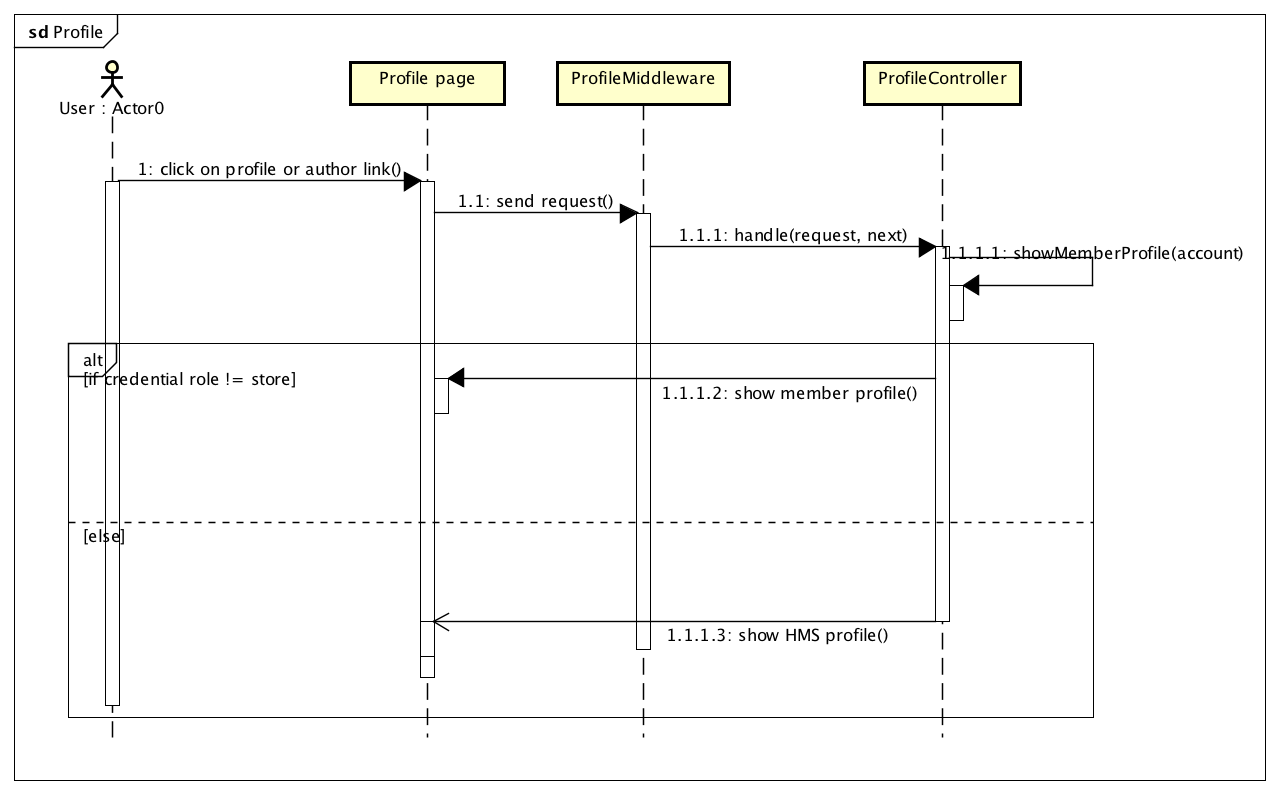 sd Profile
User : Actor0
Profile page
ProfileMiddleware
ProfileController
1: click on profile or author link()
1.1: send request()
1.1.1: handle(request, next)
1.1.1.1: showMemberProfile(account)
alt
[if credential role != store]
1.1.1.2: show member profile()
[else]
1.1.1.3: show HMS profile()